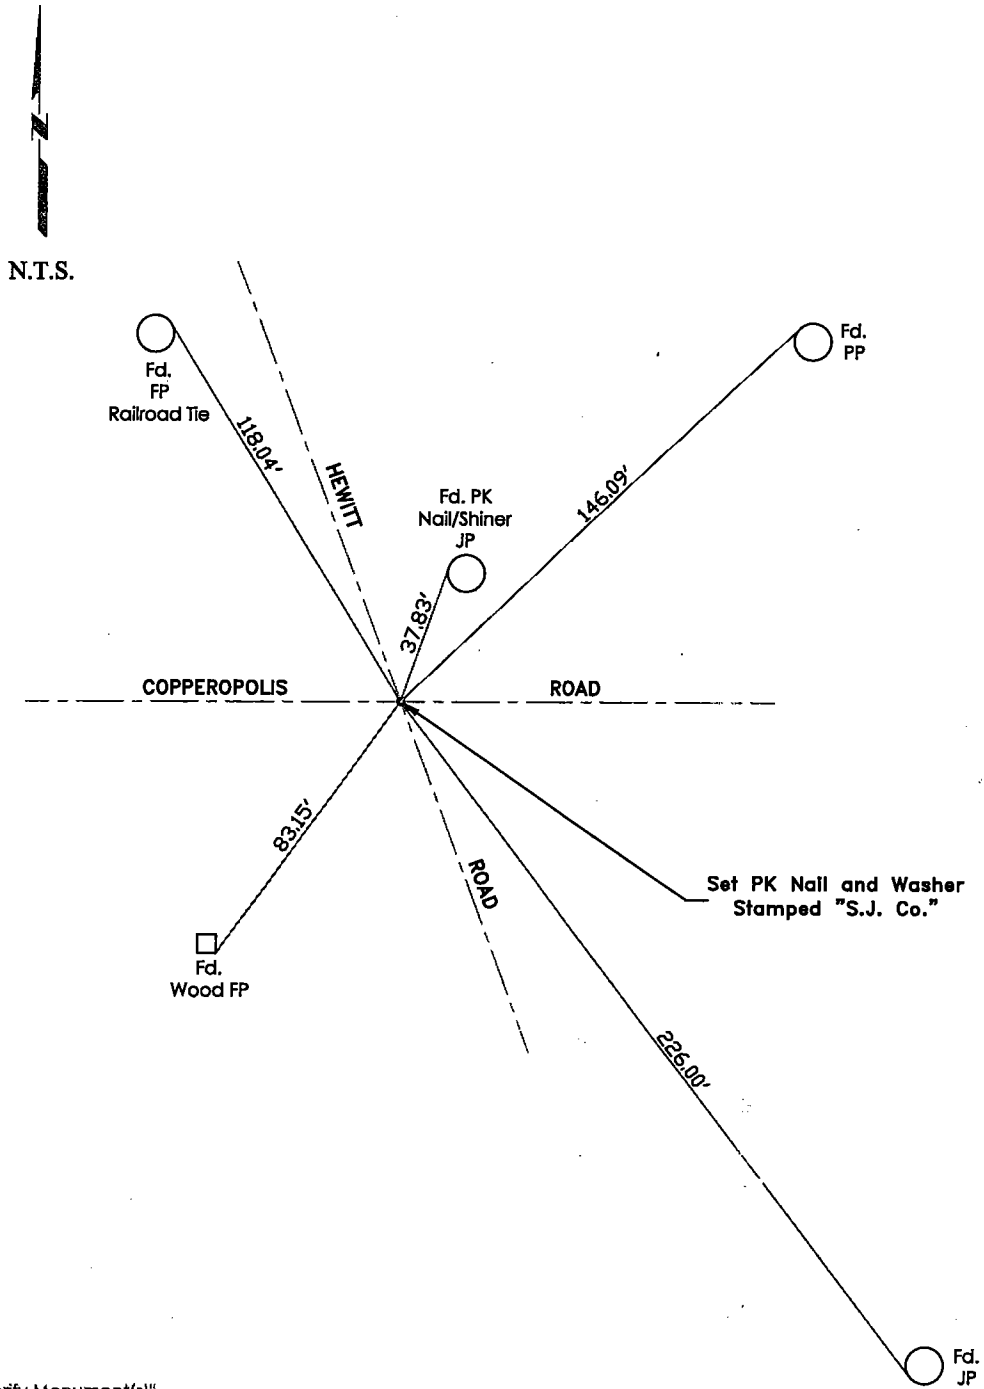 N
N.T.S.
Fd.
FP
Railroad Tie
Fd.
PP
118.04'
HEWITT
Fd. PK
Nail/Shiner
JP
146.09'
37.83'
COPPEROPOLIS
ROAD
83.15'
ROAD
Set PK Nail and Washer
Stamped "S.J. Co."
Fd.
Wood FP
226.00'
Fd.
JP